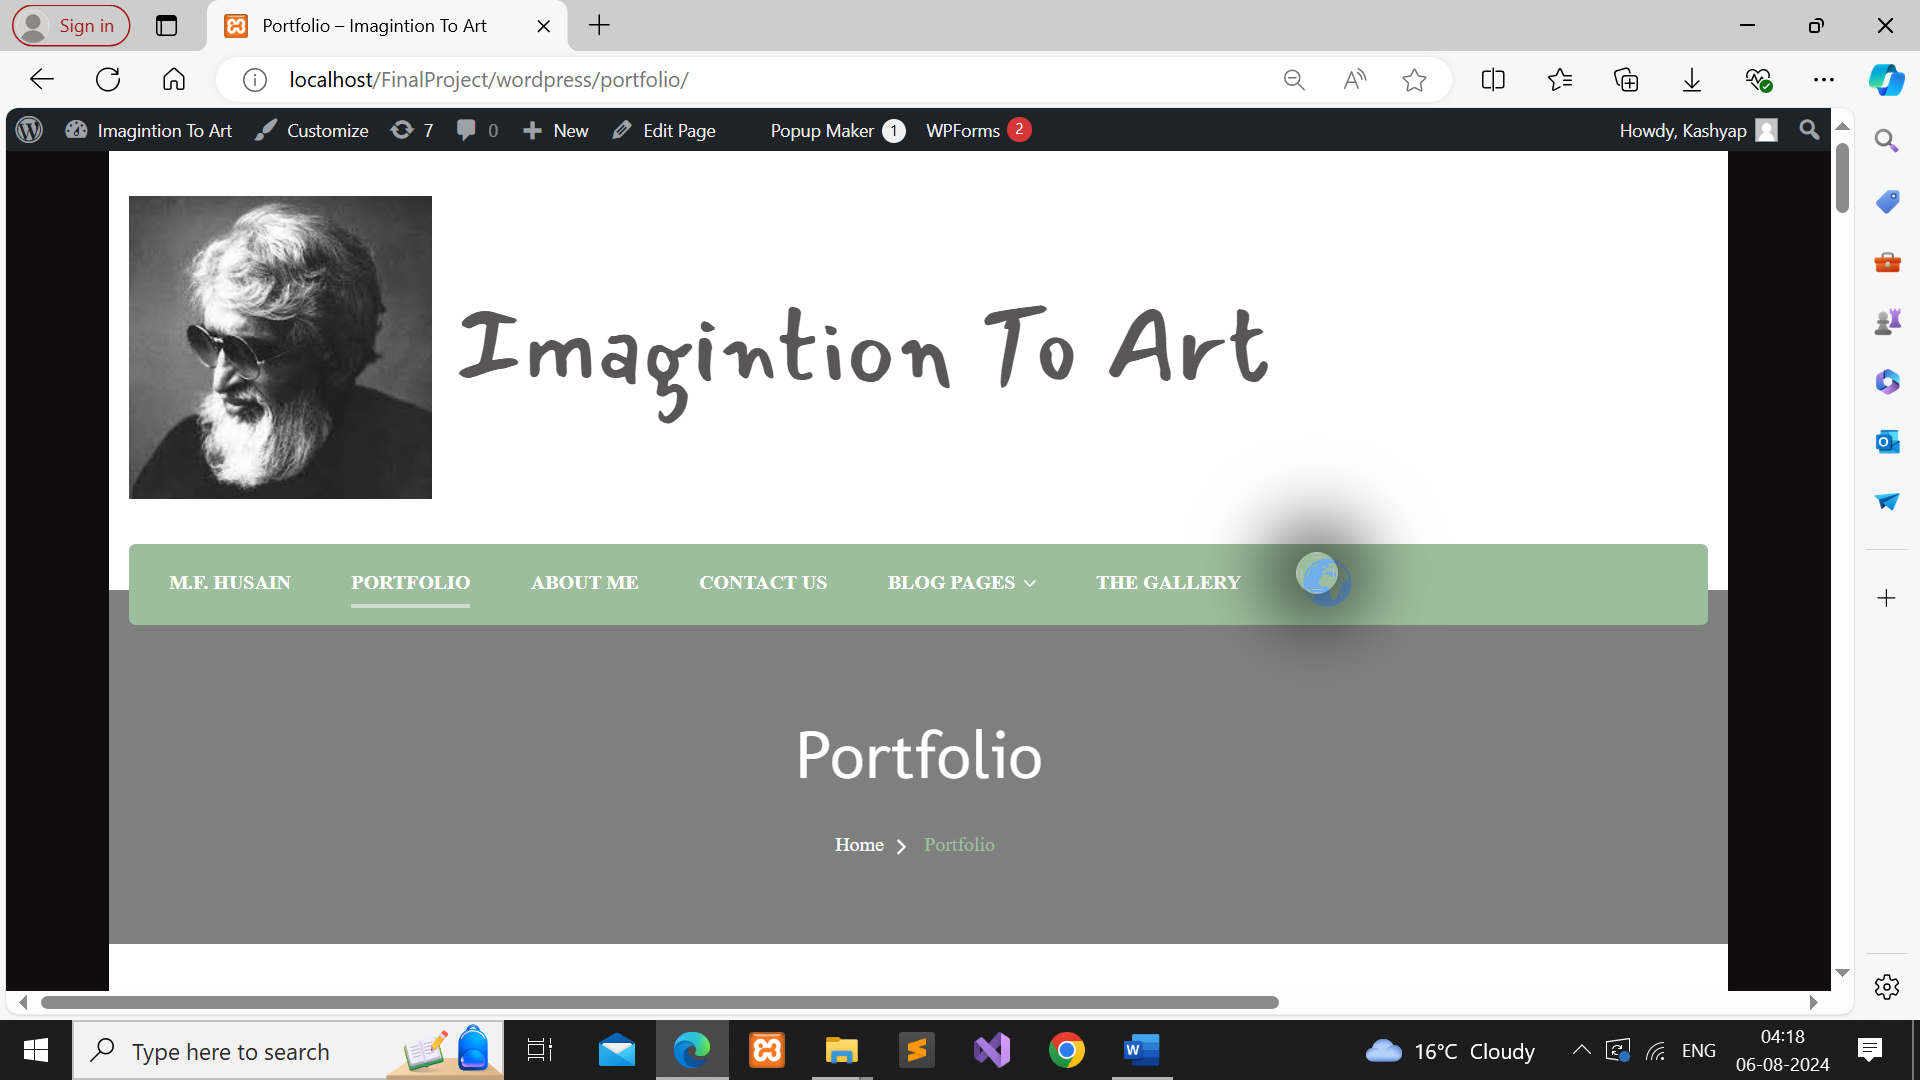 Sign in
Portfolio – Imagintion To Art
localhost/FinalProject/wordpress/portfolio/
Imagintion To Art Customize 7 0 New Edit Page Popup Maker 1 WPForms 2 Howdy, Kashyap
Imagintion To Art
M.F. HUSAIN PORTFOLIO ABOUT ME CONTACT US BLOG PAGES THE GALLERY
Portfolio
Home Portfolio
Type here to search
16°C Cloudy
ENG
04:18
06-08-2024